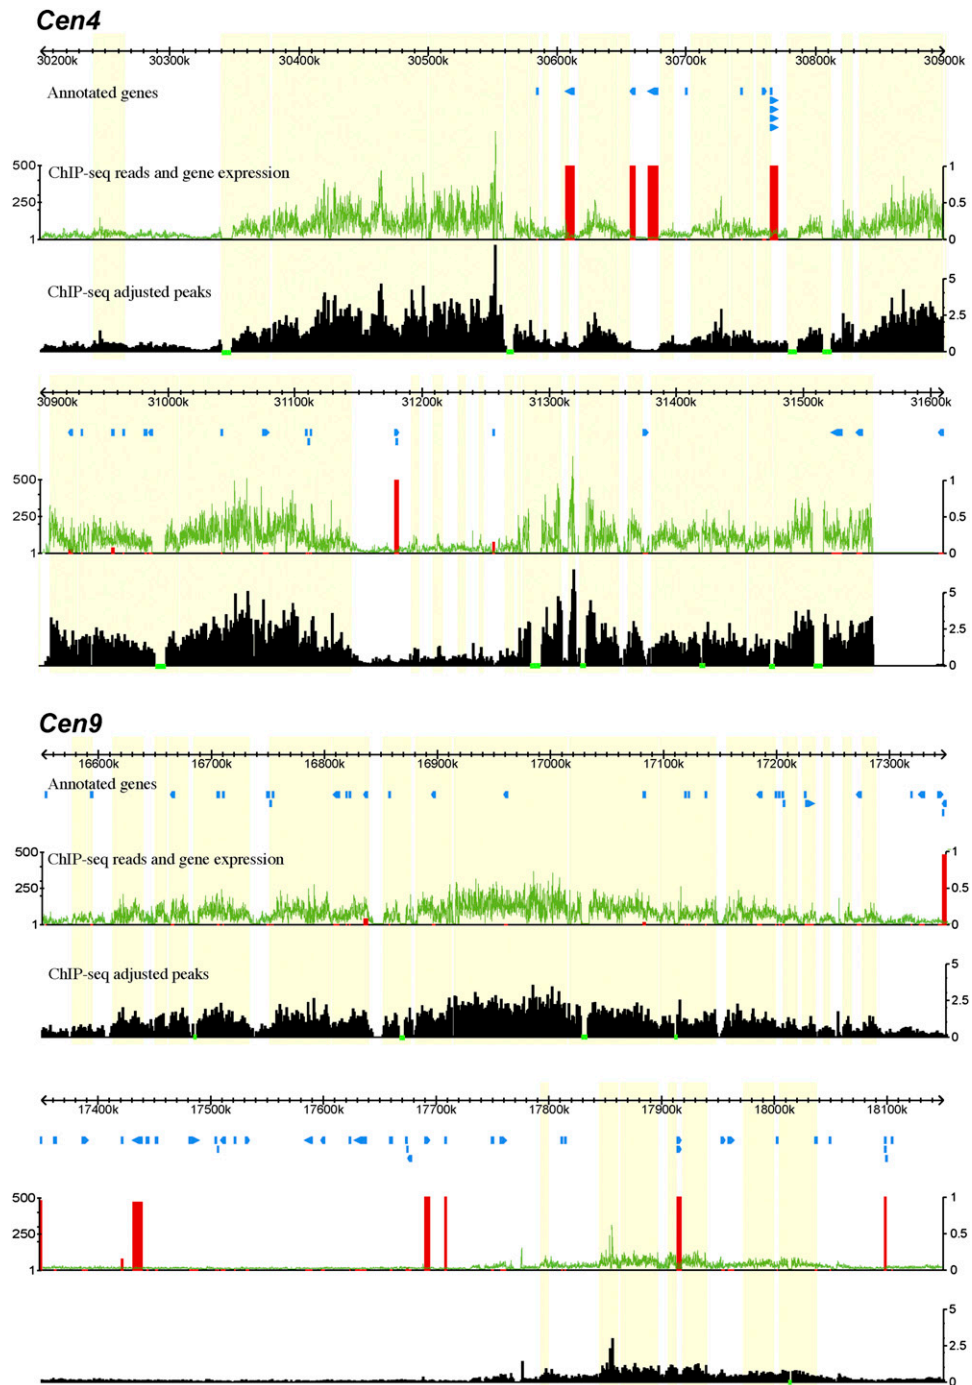 Cen4
30200k 30300k 30400k 30500k 30600k 30700k 30800k 30900k
Annotated genes
500 ChIP-seq reads and gene expression 1
250 0.5
1 0
ChIP-seq adjusted peaks 5
2.5
0
30900k 31000k 31100k 31200k 31300k 31400k 31500k 31600k
500 1
250 0.5
1 0
5
2.5
0
Cen9
16600k 16700k 16800k 16900k 17000k 17100k 17200k 17300k
Annotated genes
500 ChIP-seq reads and gene expression 1
250 0.5
1 0
ChIP-seq adjusted peaks 5
2.5
0
17400k 17500k 17600k 17700k 17800k 17900k 18000k 18100k
500 1
250 0.5
1 0
5
2.5
0